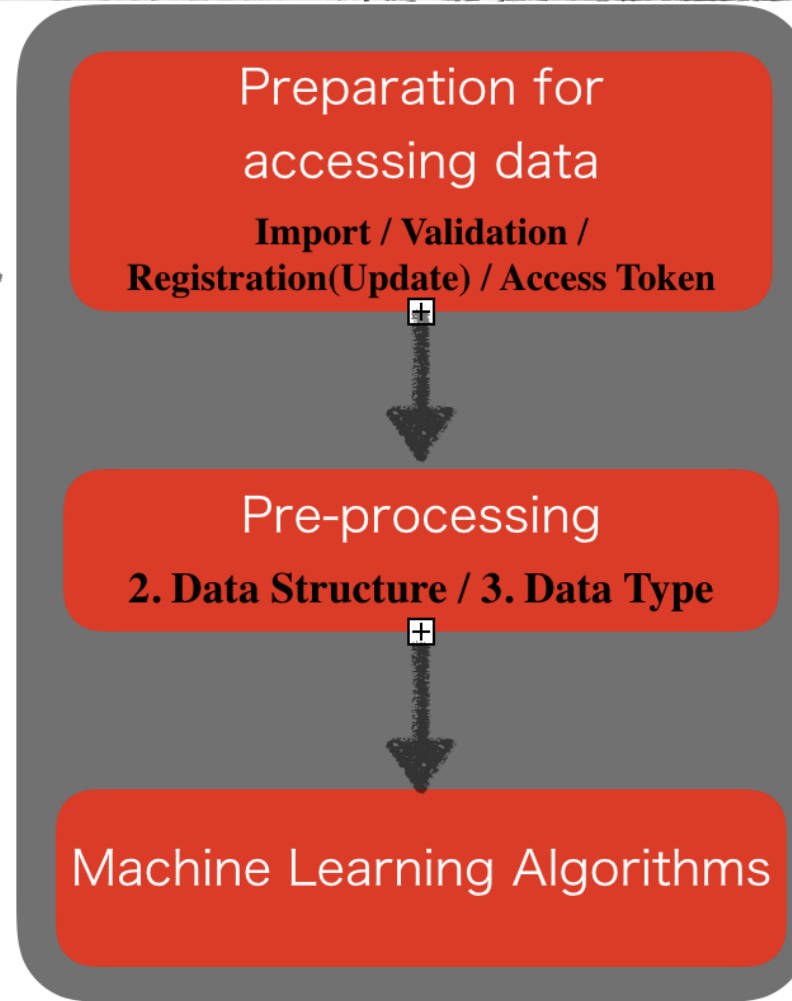 Preparation for
accessing data
Import / Validation /
Registration(Update) / Access Token
Pre-processing
2. Data Structure / 3. Data Type
Machine Learning Algorithms